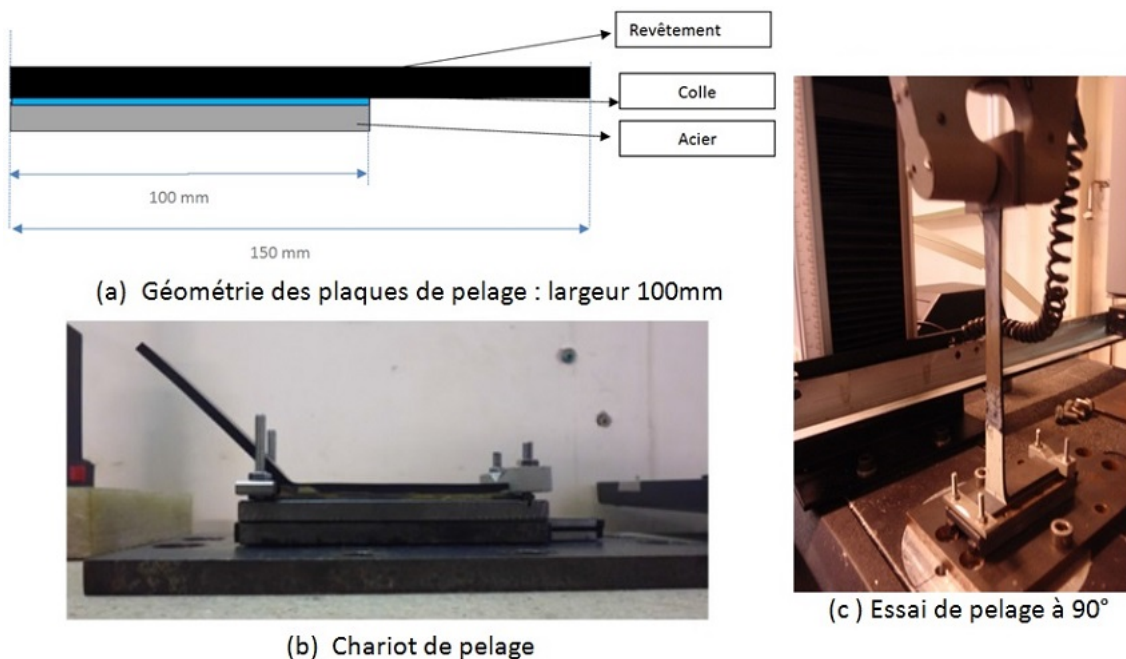 Revêtement
Colle
Acier
100 mm
150 mm
(a) Géométrie des plaques de pelage : largeur 100mm
(b) Chariot de pelage
(c ) Essai de pelage à 90°